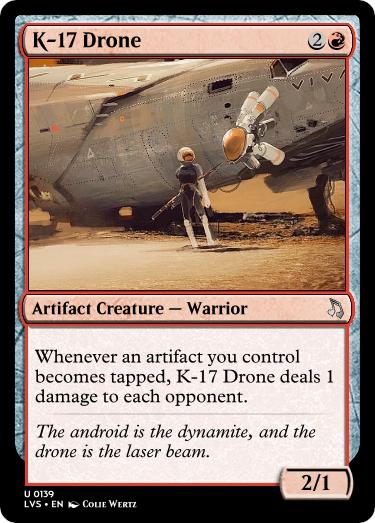 K-17 Drone 2
VIV
Artifact Creature — Warrior
Whenever an artifact you control
becomes tapped, K-17 Drone deals 1
damage to each opponent.
The android is the dynamite, and the
drone is the laser beam.
2/1
U 0139
LVS • EN Colie Wertz